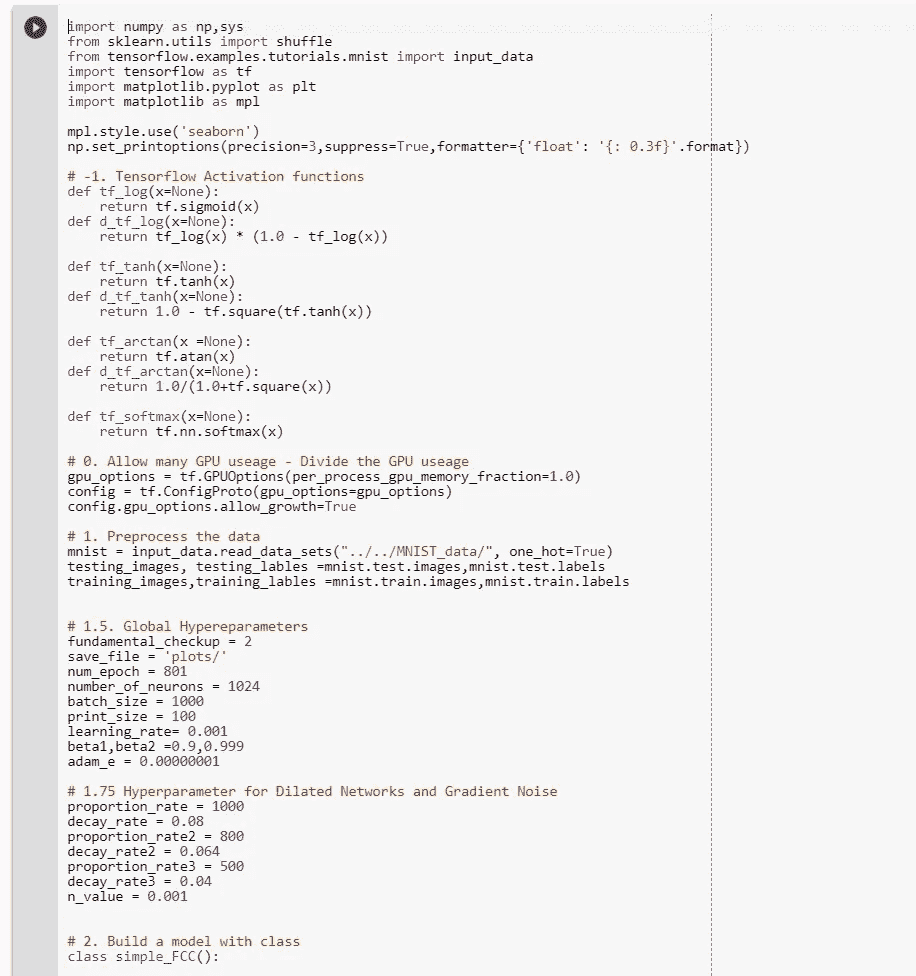 import numpy as np,sys
from sklearn.utils import shuffle
from tensorflow.examples.tutorials.mnist import input_data
import tensorflow as tf
import matplotlib.pyplot as plt
import matplotlib as mpl
mpl.style.use('seaborn')
np.set_printoptions(precision=3,suppress=True,formatter={'float': '{: 0.3f}'.format})
# -1. Tensorflow Activation functions
def tf_log(x=None):
    return tf.sigmoid(x)
def d_tf_log(x=None):
    return tf_log(x) * (1.0 - tf_log(x))
def tf_tanh(x=None):
    return tf.tanh(x)
def d_tf_tanh(x=None):
    return 1.0 - tf.square(tf.tanh(x))
def tf_arctan(x =None):
    return tf.atan(x)
def d_tf_arctan(x=None):
    return 1.0/(1.0+tf.square(x))
def tf_softmax(x=None):
    return tf.nn.softmax(x)
# 0. Allow many GPU useage - Divide the GPU useage
gpu_options = tf.GPUOptions(per_process_gpu_memory_fraction=1.0)
config = tf.ConfigProto(gpu_options=gpu_options)
config.gpu_options.allow_growth=True
# 1. Preprocess the data
mnist = input_data.read_data_sets("../../MNIST_data/", one_hot=True)
testing_images, testing_lables =mnist.test.images,mnist.test.labels
training_images,training_lables =mnist.train.images,mnist.train.labels
# 1.5. Global Hypereparameters
fundamental_checkup = 2
save_file = 'plots/'
num_epoch = 801
number_of_neurons = 1024
batch_size = 1000
print_size = 100
learning_rate= 0.001
beta1,beta2 =0.9,0.999
adam_e = 0.00000001
# 1.75 Hyperparameter for Dilated Networks and Gradient Noise
proportion_rate = 1000
decay_rate = 0.08
proportion_rate2 = 800
decay_rate2 = 0.064
proportion_rate3 = 500
decay_rate3 = 0.04
n_value = 0.001
# 2. Build a model with class
class simple_FCC():